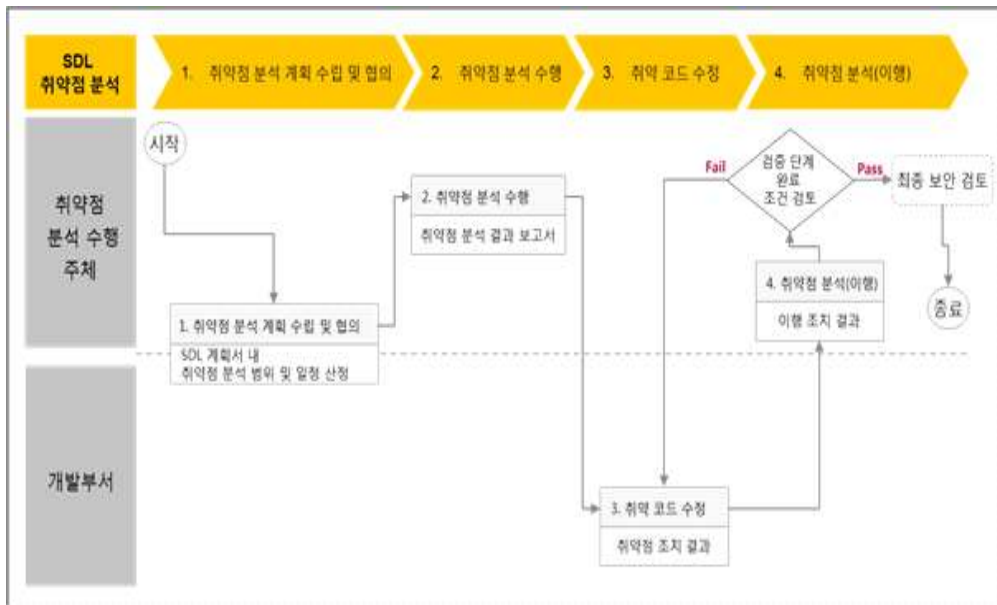 SDL
취약점 분석
1. 취약점 분석 계획 수립 및 협의
2. 취약점 분석 수행
3. 취약 코드 수정
4. 취약점 분석(이행)
취약점
분석 수행
주체
시작
1. 취약점 분석 계획 수립 및 협의
SDL 계획서 내
취약점 분석 범위 및 일정 산정
2. 취약점 분석 수행
취약점 분석 결과 보고서
Fail
검증 단계
완료
조건 검토
Pass
최종 보안 검토
4. 취약점 분석(이행)
이행 조치 결과
종료
개발부서
3. 취약 코드 수정
취약점 조치 결과